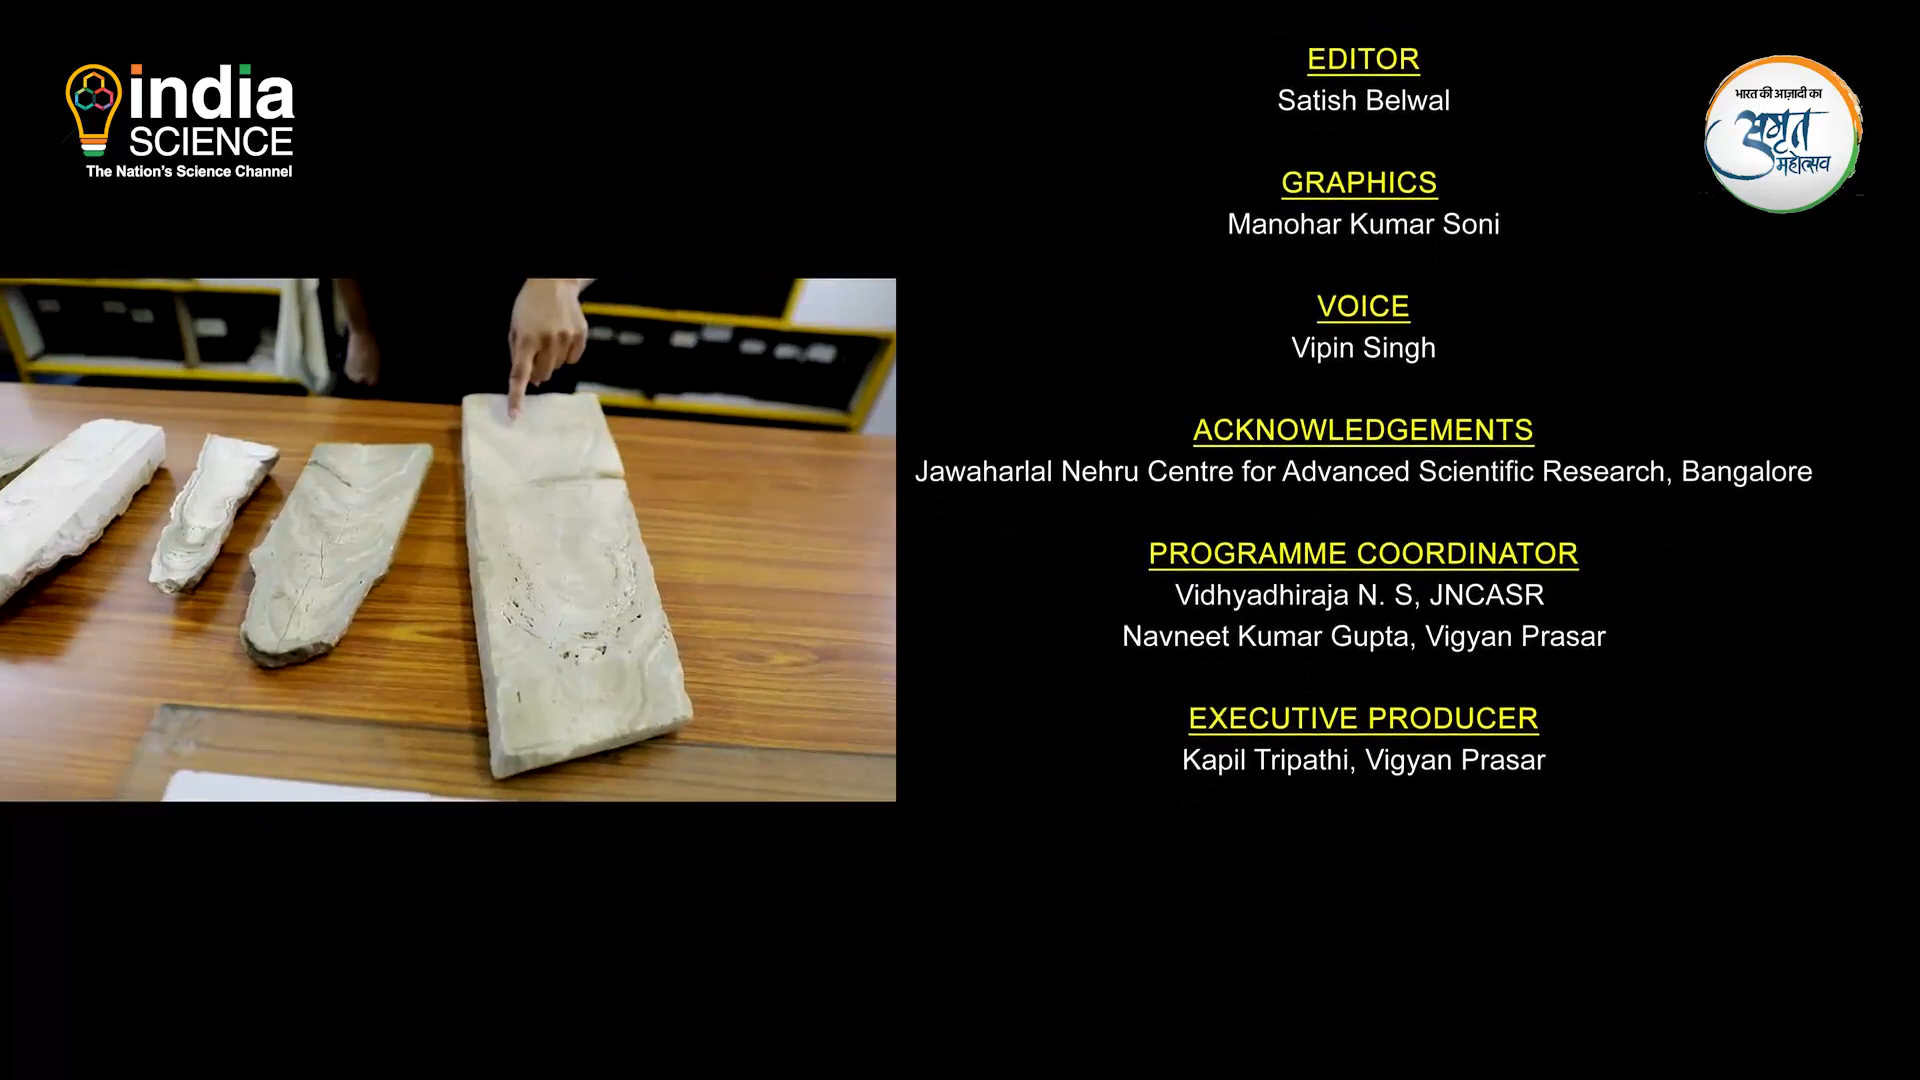 india
SCIENCE
The Nation's Science Channel
EDITOR
Satish Belwal
GRAPHICS
Manohar Kumar Soni
VOICE
Vipin Singh
ACKNOWLEDGEMENTS
Jawaharlal Nehru Centre for Advanced Scientific Research, Bangalore
PROGRAMME COORDINATOR
Vidhyadhiraja N. S, JNCASR
Navneet Kumar Gupta, Vigyan Prasar
EXECUTIVE PRODUCER
Kapil Tripathi, Vigyan Prasar
भारत की आज़ादी का
अमृत
महोत्सव